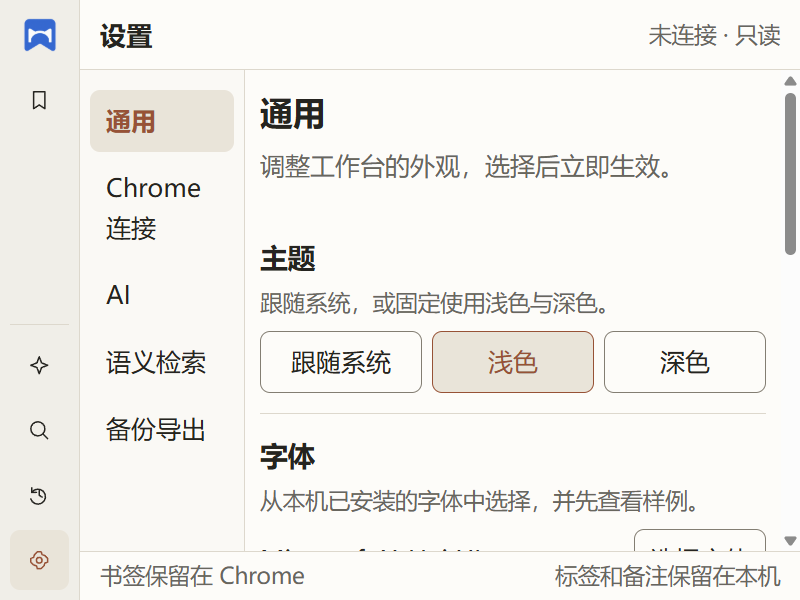 设置
未连接 · 只读
通用
Chrome
连接
AI
语义检索
备份导出
通用
调整工作台的外观，选择后立即生效。
主题
跟随系统，或固定使用浅色与深色。
跟随系统
浅色
深色
字体
从本机已安装的字体中选择，并先查看样例。
书签保留在 Chrome
标签和备注保留在本机